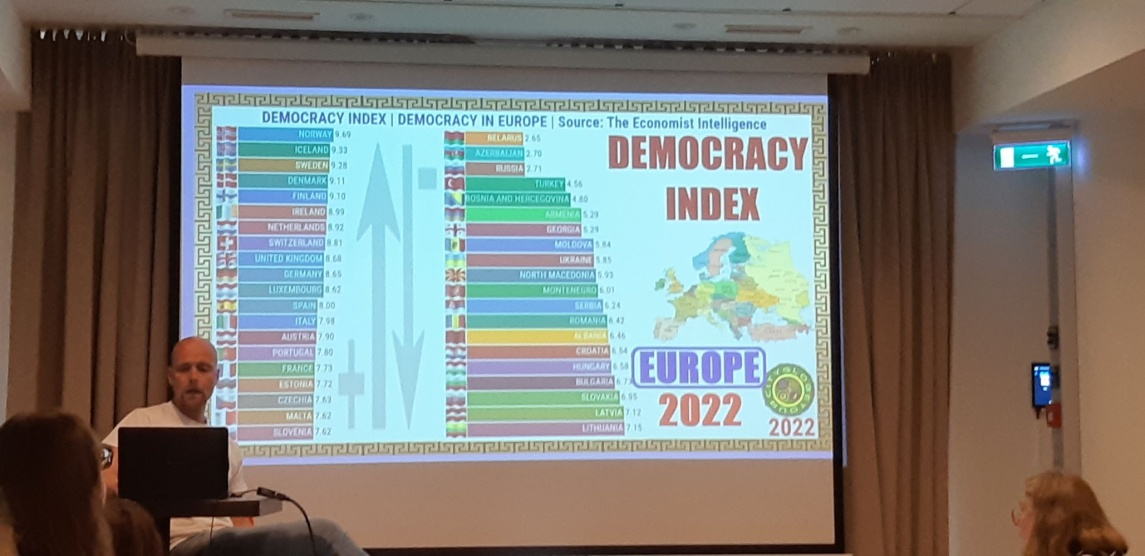 DEMOCRACY INDEX | DEMOCRACY IN EUROPE | Source: The Economist Intelligence
NORWAY 9.69
ICELAND 9.33
SWEDEN 9.28
DENMARK 9.11
FINLAND 9.10
IRELAND 8.99
NETHERLANDS 8.92
SWITZERLAND 8.81
UNITED KINGDOM 8.68
GERMANY 8.65
LUXEMBOURG 8.62
SPAIN 8.00
ITALY 7.98
AUSTRIA 7.90
PORTUGAL 7.80
FRANCE 7.73
ESTONIA 7.72
CZECHIA 7.63
MALTA 7.62
SLOVENIA 7.62
BELARUS 2.65
AZERBAIJAN 2.70
RUSSIA 2.71
TURKEY 4.56
BOSNIA AND HERCEGOVINA 4.80
ARMENIA 5.29
GEORGIA 5.29
MOLDOVA 5.84
UKRAINE 5.85
NORTH MACEDONIA 5.93
MONTENEGRO 6.01
SERBIA 6.24
ROMANIA 6.42
ALBANIA 6.46
CROATIA 6.54
HUNGARY 6.58
BULGARIA 6.77
SLOVAKIA 6.95
LATVIA 7.12
LITHUANIA 7.15
DEMOCRACY
INDEX
EUROPE
2022
2022